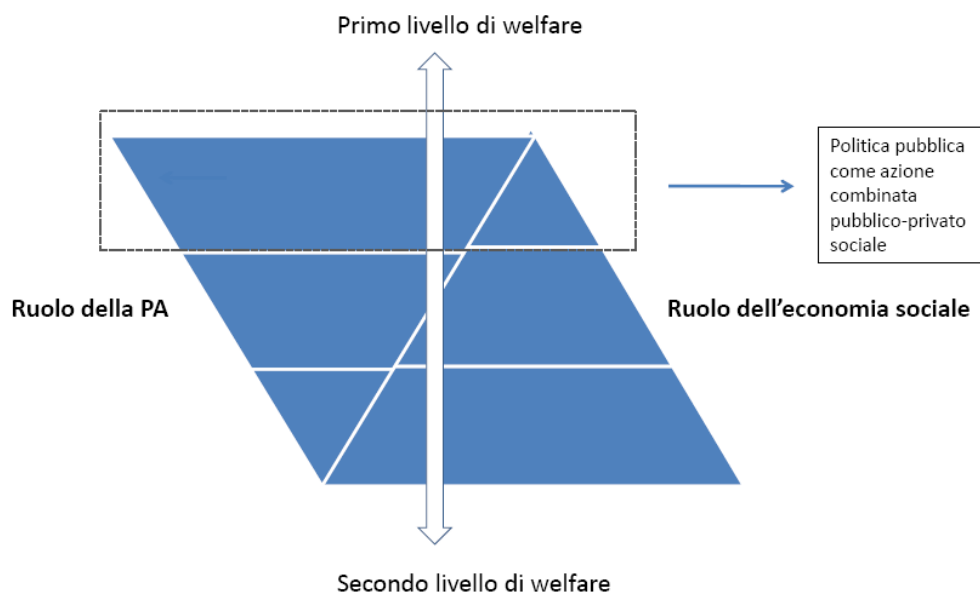 Primo livello di welfare
Politica pubblica
come azione
combinata
pubblico-privato
sociale
Ruolo della PA
Ruolo dell’economia sociale
Secondo livello di welfare